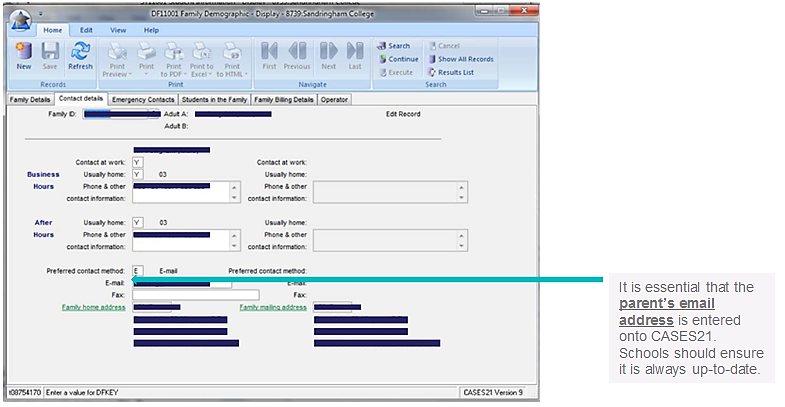 DF11001 Family Demographic - Display - 8739:Sandringham College
Home Edit View Help
New Save Refresh
Print Preview Print Print to PDF Print to Excel Print to HTML
First Previous Next Last
Search Cancel
Continue Show All Records
Execute Results List
Records Print Navigate Search
Family Details Contact details Emergency Contacts Students in the Family Family Billing Details Operator
Family ID: Adult A: Edit Record
Adult B:
Contact at work: Y Contact at work:
Business Usually home: Y 03 Usually home:
Hours Phone & other Phone & other
contact information: contact information:
After Usually home: Y 03 Usually home:
Hours Phone & other Phone & other
contact information: contact information:
Preferred contact method: E E-mail Preferred contact method:
E-mail: E-mail:
Fax: Fax:
Family home address Family mailing address
t08754170 Enter a value for DFKEY CASES21 Version 9
It is essential that the
parent's email
address is entered
onto CASES21.
Schools should ensure
it is always up-to-date.